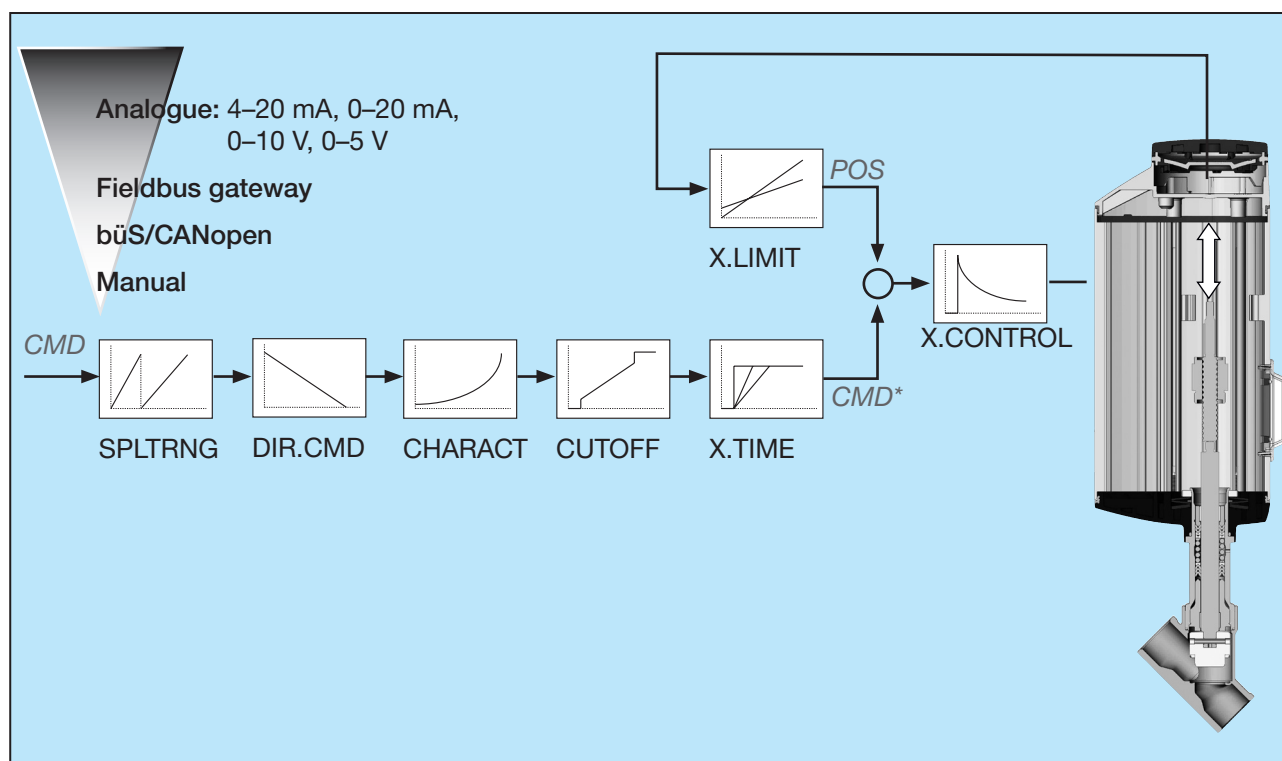 Analogue: 4–20 mA, 0–20 mA,
0–10 V, 0–5 V
Fieldbus gateway
büS/CANopen
Manual
POS
X.LIMIT
X.CONTROL
CMD
CMD*
SPLTRNG
DIR.CMD
CHARACT
CUTOFF
X.TIME